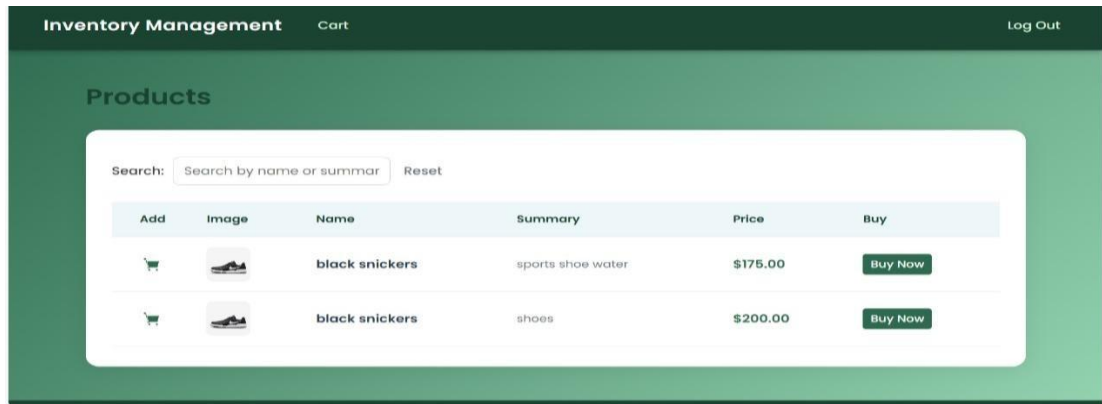 Inventory Management Cart Log Out
Products
Search: Search by name or summar Reset
Add Image Name Summary Price Buy
black snickers sports shoe water $175.00 Buy Now
black snickers shoes $200.00 Buy Now